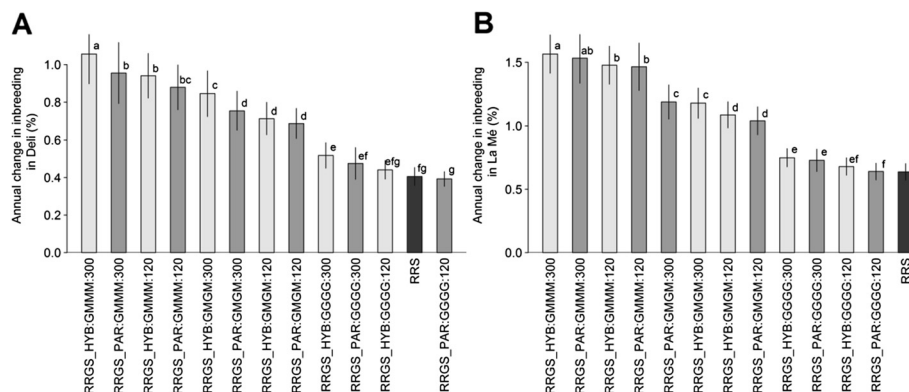 A
Annual change in inbreeding
in Deli (%)
1.0
0.8
0.6
0.4
0.2
0.0
a
b
b
bc
c
d
d
d
e
ef
efg
fg
g
RRGS_HYB:GMMM:300
RRGS_PAR:GMMM:300
RRGS_HYB:GMMM:120
RRGS_PAR:GMMM:120
RRGS_HYB:GMGM:300
RRGS_PAR:GMGM:300
RRGS_HYB:GMGM:120
RRGS_PAR:GMGM:120
RRGS_HYB:GGGG:300
RRGS_PAR:GGGG:300
RRGS_HYB:GGGG:120
RRS
RRGS_PAR:GGGG:120
B
Annual change in inbreeding
in La Mé (%)
1.5
1.0
0.5
0.0
a
ab
b
b
c
c
d
d
e
e
ef
f
RRGS_HYB:GMMM:300
RRGS_PAR:GMMM:300
RRGS_HYB:GMMM:120
RRGS_PAR:GMMM:120
RRGS_PAR:GMGM:300
RRGS_HYB:GMGM:300
RRGS_HYB:GMGM:120
RRGS_PAR:GMGM:120
RRGS_HYB:GGGG:300
RRGS_PAR:GGGG:300
RRGS_HYB:GGGG:120
RRGS_PAR:GGGG:120
RRS